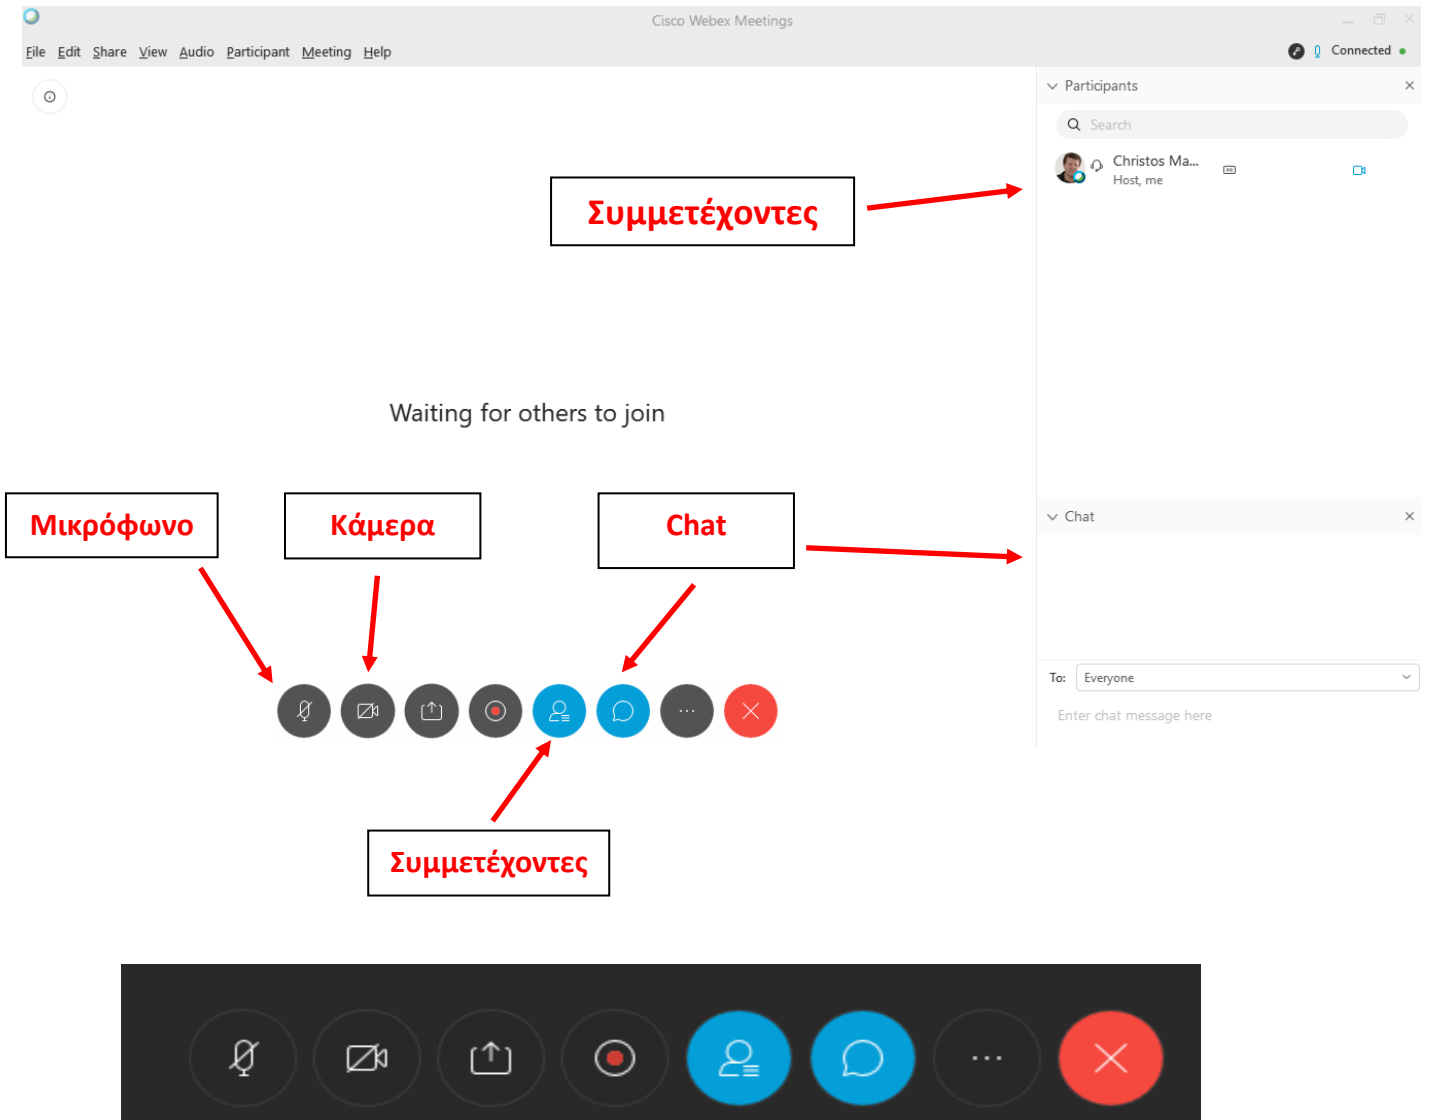 Cisco Webex Meetings
File Edit Share View Audio Participant Meeting Help
Connected
Participants
Search
Christos Ma...
Host, me
Συμμετέχοντες
Waiting for others to join
Μικρόφωνο
Κάμερα
Chat
Chat
To: Everyone
Enter chat message here
Συμμετέχοντες